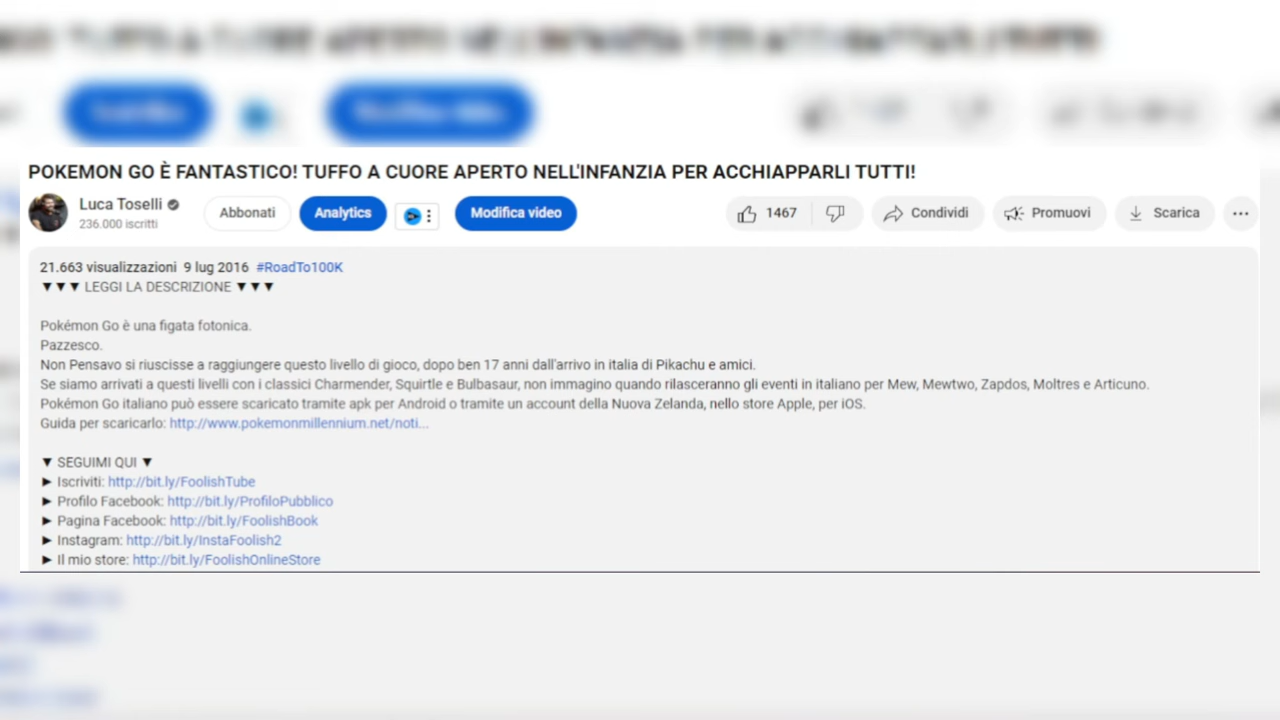 POKEMON GO È FANTASTICO! TUFFO A CUORE APERTO NELL'INFANZIA PER ACCHIAPPARLI TUTTI!
Luca Toselli
236.000 iscritti
Abbonati
Analytics
Modifica video
1467
Condividi
Promuovi
Scarica
21.663 visualizzazioni 9 lug 2016 #RoadTo100K
▼▼▼ LEGGI LA DESCRIZIONE ▼▼▼
Pokémon Go è una figata fotonica.
Pazzesco.
Non Pensavo si riuscisse a raggiungere questo livello di gioco, dopo ben 17 anni dall'arrivo in italia di Pikachu e amici.
Se siamo arrivati a questi livelli con i classici Charmender, Squirtle e Bulbasaur, non immagino quando rilasceranno gli eventi in italiano per Mew, Mewtwo, Zapdos, Moltres e Articuno.
Pokémon Go italiano può essere scaricato tramite apk per Android o tramite un account della Nuova Zelanda, nello store Apple, per iOS.
Guida per scaricarlo: http://www.pokemonmillennium.net/noti...
▼ SEGUIMI QUI ▼
► Iscriviti: http://bit.ly/FoolishTube
► Profilo Facebook: http://bit.ly/ProfiloPubblico
► Pagina Facebook: http://bit.ly/FoolishBook
► Instagram: http://bit.ly/InstaFoolish2
► Il mio store: http://bit.ly/FoolishOnlineStore